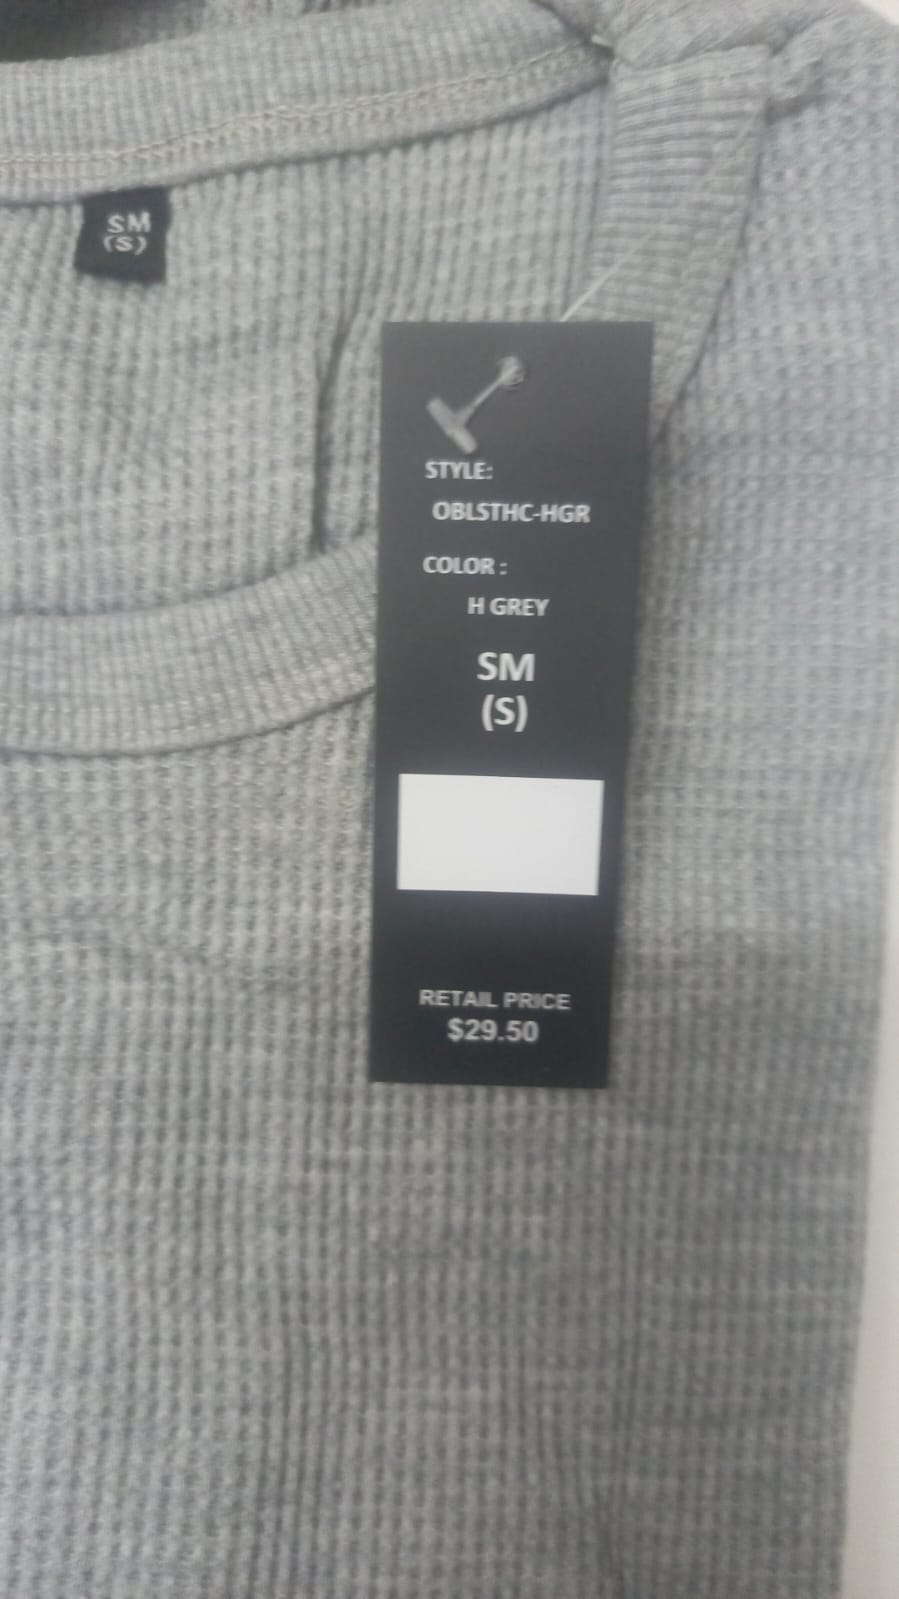 SM
(S)
STYLE:
OBLSTHC-HGR
COLOR :
H GREY
SM
(S)
RETAIL PRICE
$29.50